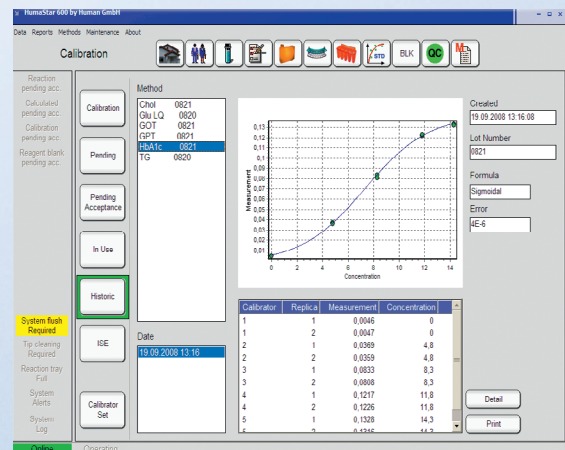 HumaStar 600 by Human GmbH
Data Reports Methods Maintenance About
Calibration
STD
BLK
QC
M
Reaction
pending acc.
Calculated
pending acc.
Calibration
pending acc.
Reagent blank
pending acc.
System flush
Required
Tip cleaning
Required
Reaction tray
Full
System
Alerts
System
Log
Online
Operation
Calibration
Pending
Pending
Acceptance
In Use
Historic
ISE
Calibrator
Set
Method
Chol 0821
Glu LQ 0820
GOT 0821
GPT 0821
HbA1c 0821
TG 0820
Date
19.09.2008 13:16
Measurement
0,13
0,12
0,11
0,1
0,09
0,08
0,07
0,06
0,05
0,04
0,03
0,02
0,01
0 2 4 6 8 10 12 14
Concentration
Calibrator Replica Measurement Concentration
1 1 0,0046 0
1 2 0,0047 0
2 1 0,0369 4,8
2 2 0,0359 4,8
3 1 0,0833 8,3
3 2 0,0808 8,3
4 1 0,1217 11,8
4 2 0,1226 11,8
5 1 0,1328 14,3
5 2 0,1316 14,3
Created
19.09.2008 13:16:08
Lot Number
0821
Formula
Sigmoidal
Error
4E-6
Detail
Print